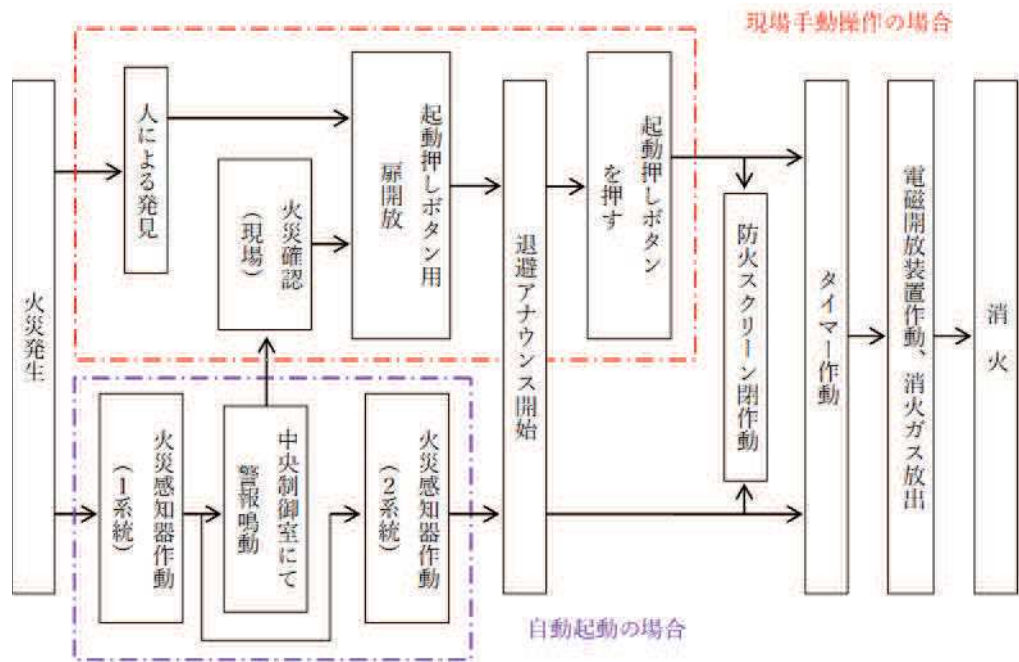 現場手動操作の場合
火災発生
人による発見
火災確認
(現場)
起動押しボタン用
扉開放
退避アナウンス開始
起動押しボタン
を押す
防火スクリーン閉作動
タイマー作動
電磁開放装置作動、消火ガス放出
消火
火災感知器作動
(1系統)
中央制御室にて
警報鳴動
火災感知器作動
(2系統)
自動起動の場合